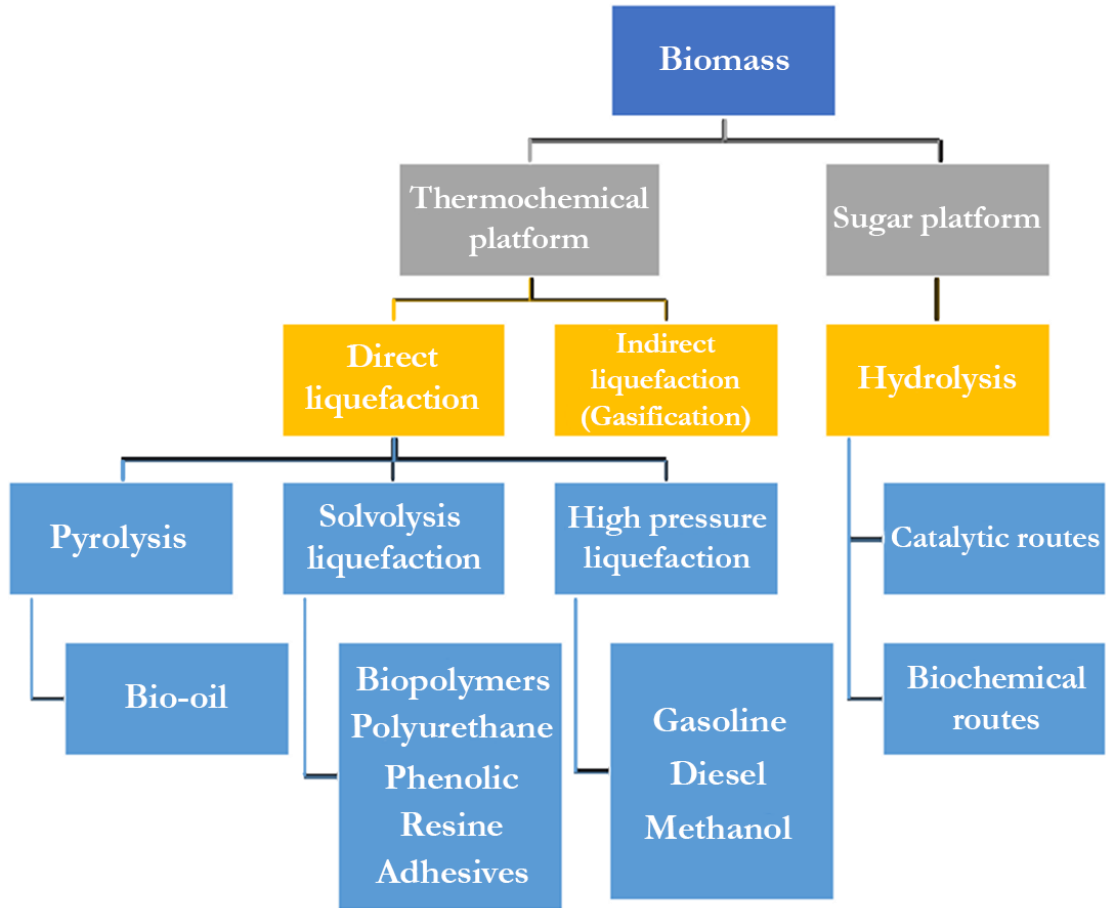 Biomass
Thermochemical
platform
Sugar platform
Direct
liquefaction
Indirect
liquefaction
(Gasification)
Hydrolysis
Pyrolysis
Solvolysis
liquefaction
High pressure
liquefaction
Catalytic routes
Bio-oil
Biopolymers
Polyurethane
Phenolic
Resine
Adhesives
Gasoline
Diesel
Methanol
Biochemical
routes